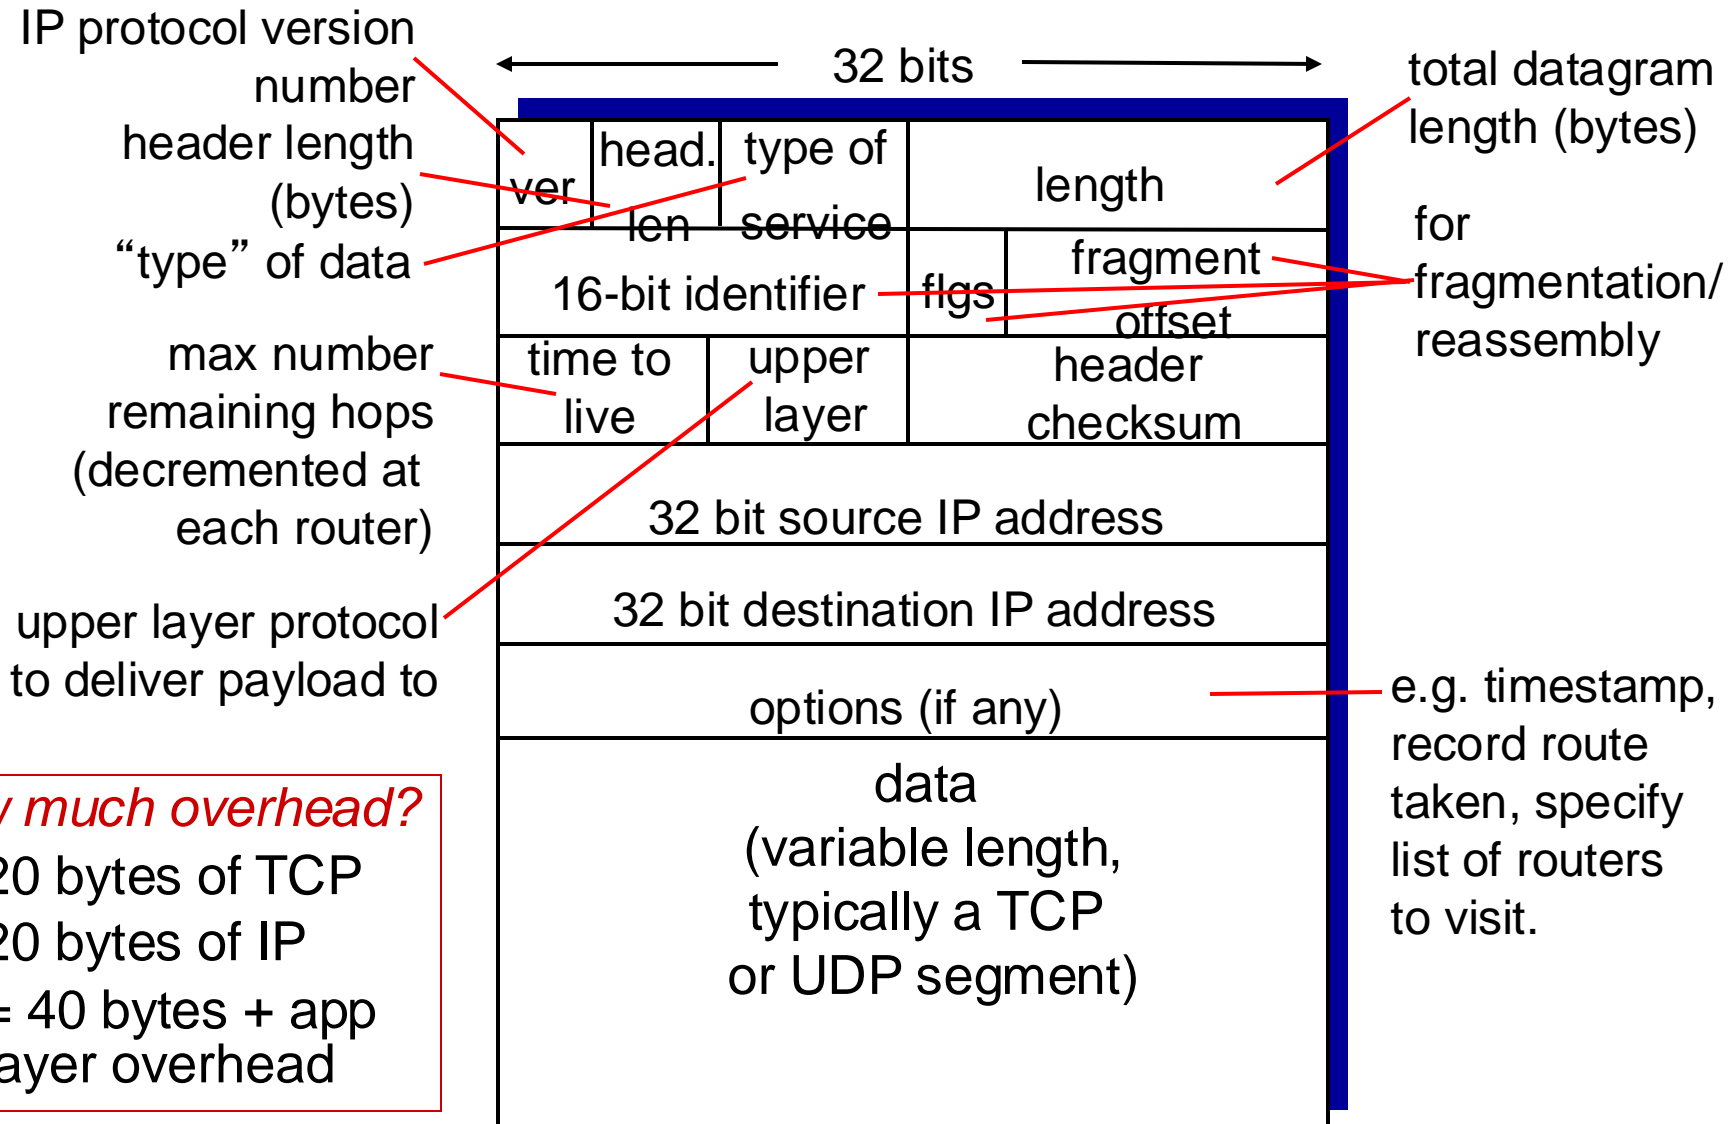 IP protocol version
number
header length
(bytes)
“type” of data
max number
remaining hops
(decremented at
each router)
upper layer protocol
to deliver payload to
much overhead?
20 bytes of TCP
20 bytes of IP
= 40 bytes + app
overhead
32 bits
ver
head.
len
type of
service
length
16-bit identifier
flgs
fragment
offset
time to
live
upper
layer
header
checksum
32 bit source IP address
32 bit destination IP address
options (if any)
data
(variable length,
typically a TCP
or UDP segment)
total datagram
length (bytes)
for
fragmentation/
reassembly
e.g. timestamp,
record route
taken, specify
list of routers
to visit.